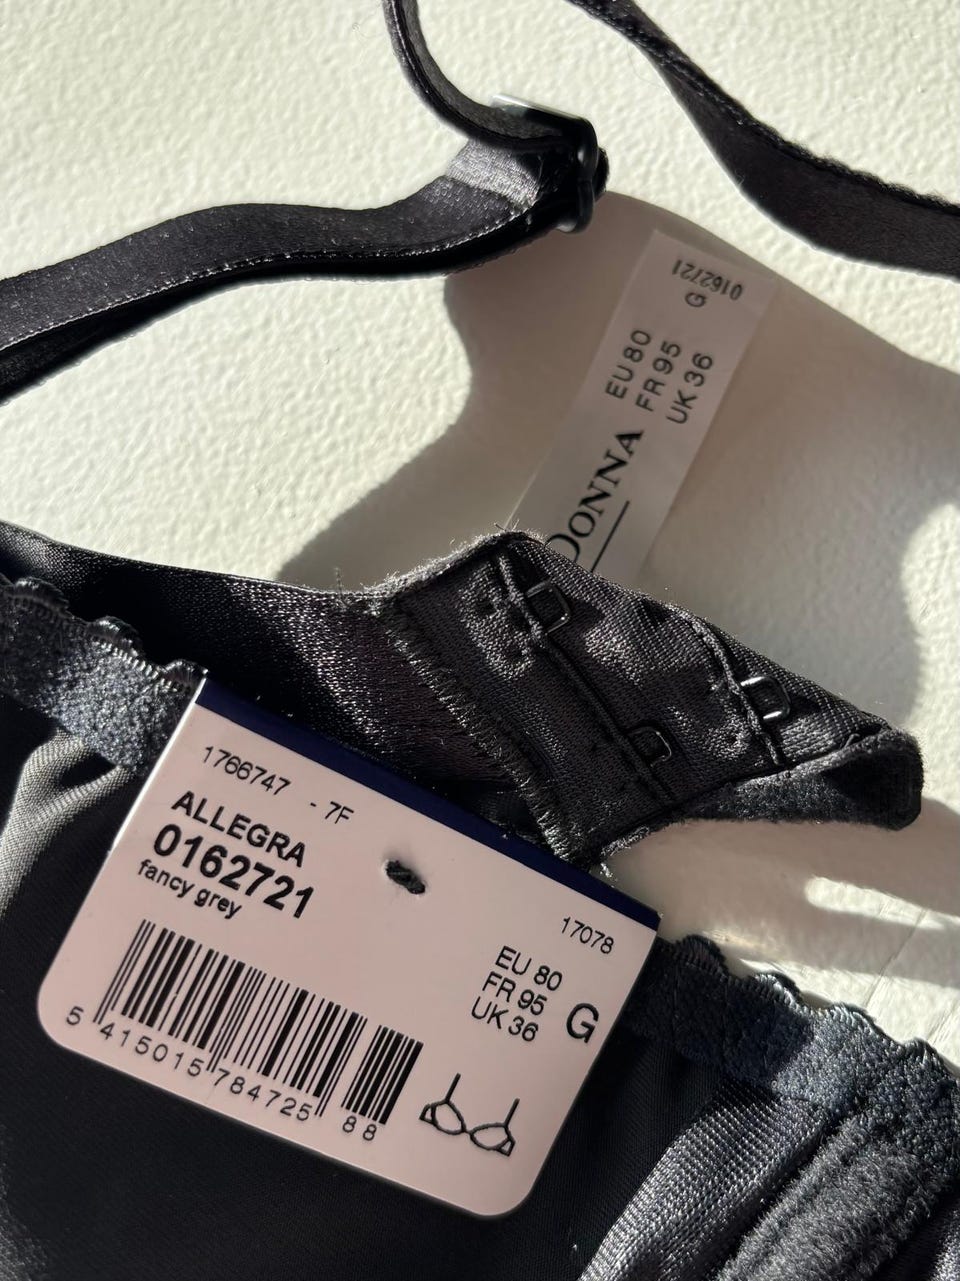 0162721
G
EU 80
FR 95
UK 36
DONNA
1766747 - 7F
ALLEGRA
0162721
fancy grey
17078
EU 80
FR 95
UK 36
G
5 415015 784725 88